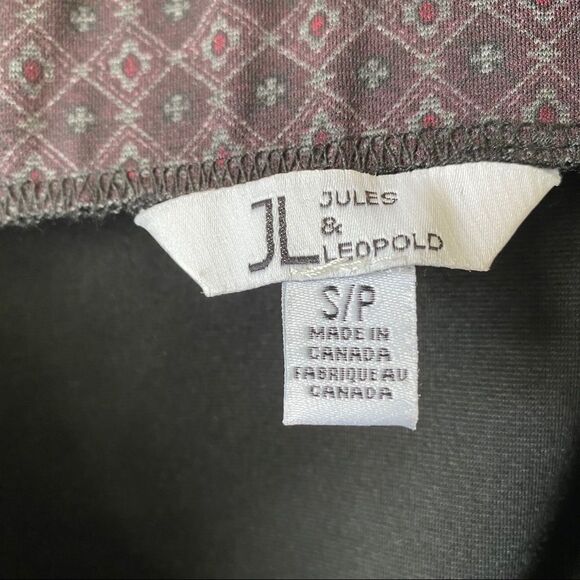 JL
JULES
&
LEOPOLD
S/P
MADE IN
CANADA
FABRIQUE AU
CANADA